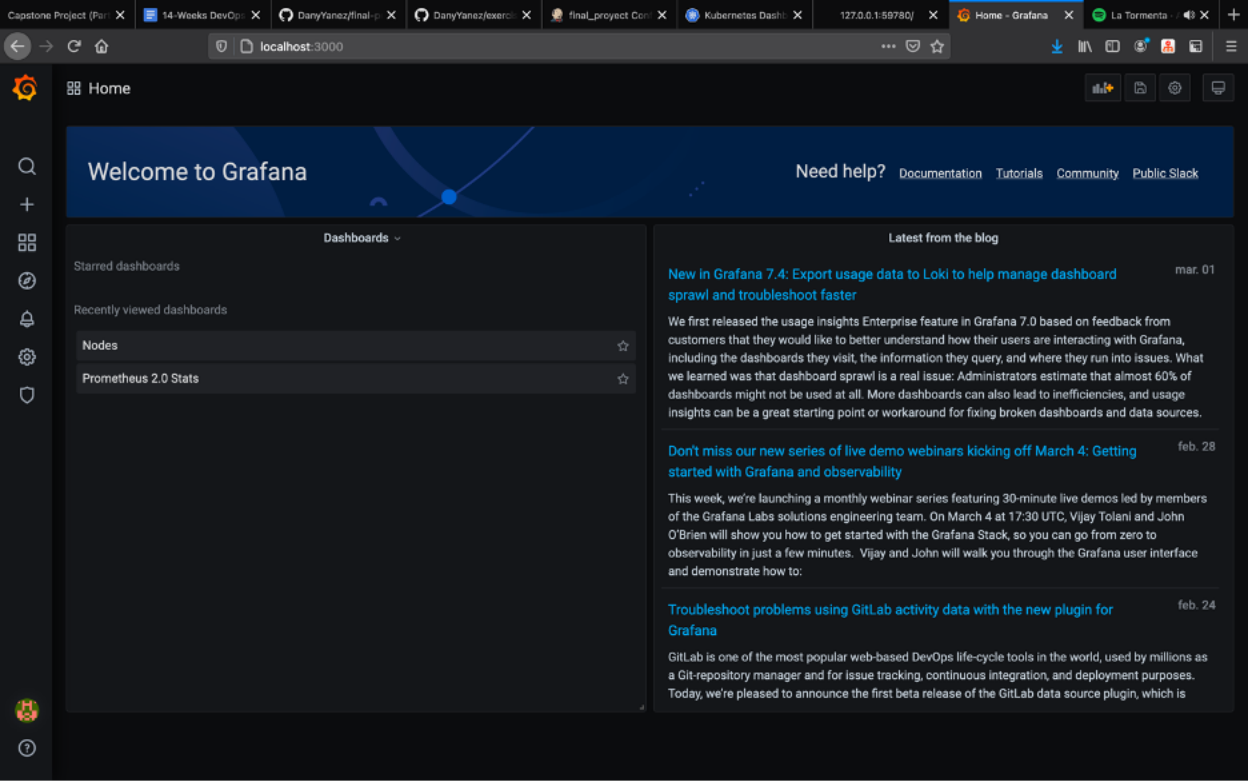 Capstone Project (Par
14-Weeks DevOps
DanyYanez/final-p
DanyYanez/exerci
final_proyect Con
Kubernetes Dashb
127.0.0.1:59780/
Home - Grafana
La Tormenta -
localhost:3000
Home
Welcome to Grafana
Need help? Documentation Tutorials Community Public Slack
Dashboards
Starred dashboards
Recently viewed dashboards
Nodes
Prometheus 2.0 Stats
Latest from the blog
New in Grafana 7.4: Export usage data to Loki to help manage dashboard
sprawl and troubleshoot faster
mar. 01
We first released the usage insights Enterprise feature in Grafana 7.0 based on feedback from
customers that they would like to better understand how their users are interacting with Grafana,
including the dashboards they visit, the information they query, and where they run into issues. What
we learned was that dashboard sprawl is a real issue: Administrators estimate that almost 60% of
dashboards might not be used at all. More dashboards can also lead to inefficiencies, and usage
insights can be a great starting point or workaround for fixing broken dashboards and data sources.
Don't miss our new series of live demo webinars kicking off March 4: Getting
started with Grafana and observability
feb. 28
This week, we're launching a monthly webinar series featuring 30-minute live demos led by members
of the Grafana Labs solutions engineering team. On March 4 at 17:30 UTC, Vijay Tolani and John
O'Brien will show you how to get started with the Grafana Stack, so you can go from zero to
observability in just a few minutes. Vijay and John will walk you through the Grafana user interface
and demonstrate how to:
Troubleshoot problems using GitLab activity data with the new plugin for
Grafana
feb. 24
GitLab is one of the most popular web-based DevOps life-cycle tools in the world, used by millions as
a Git-repository manager and for issue tracking, continuous integration, and deployment purposes.
Today, we're pleased to announce the first beta release of the GitLab data source plugin, which is